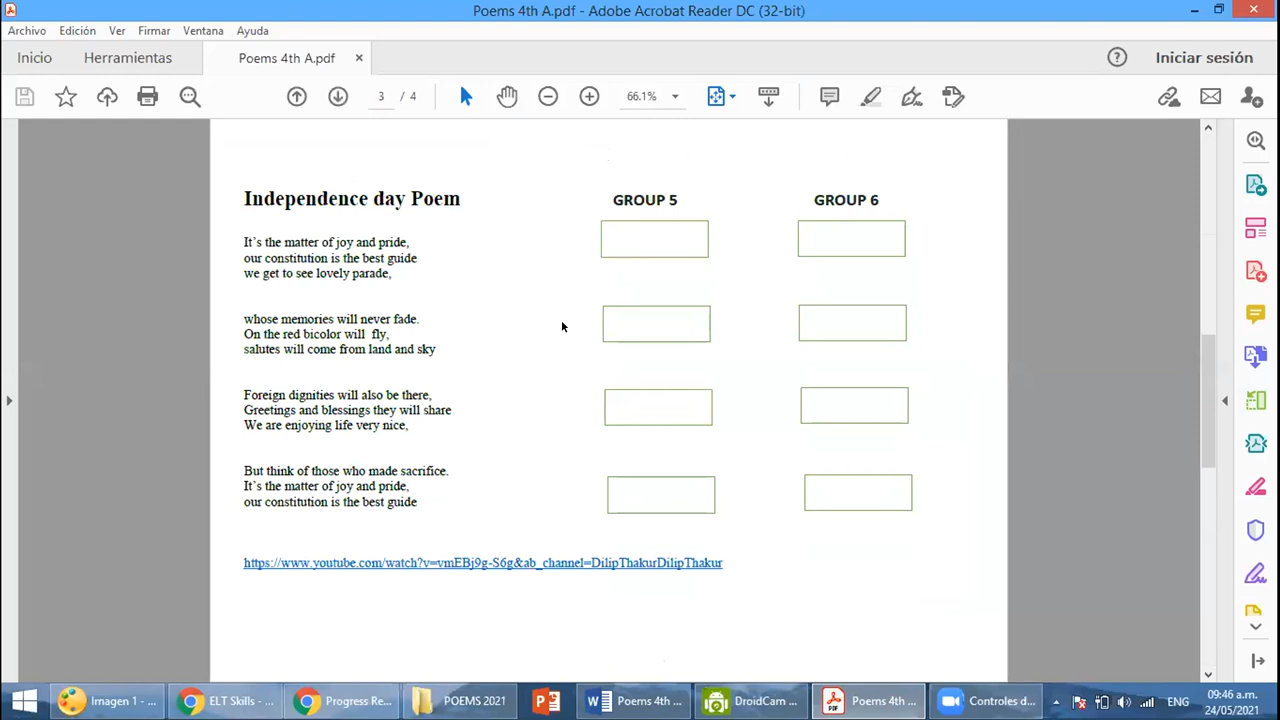 Poems 4th A.pdf - Adobe Acrobat Reader DC (32-bit)
Archivo Edición Ver Firmar Ventana Ayuda
Inicio Herramientas Poems 4th A.pdf × Iniciar sesión
3 / 4 66.1%
Independence day Poem GROUP 5 GROUP 6
It's the matter of joy and pride,
our constitution is the best guide
we get to see lovely parade,
whose memories will never fade.
On the red bicolor will fly,
salutes will come from land and sky
Foreign dignities will also be there,
Greetings and blessings they will share
We are enjoying life very nice,
But think of those who made sacrifice.
It's the matter of joy and pride,
our constitution is the best guide
https://www.youtube.com/watch?v=vmEBj9g-S6g&ab_channel=DilipThakurDilipThakur
Imagen 1 - ... ELT Skills - ... Progress Re... POEMS 2021 Poems 4th ... DroidCam ... Poems 4th ... Controles d... ENG 09:46 a.m.
24/05/2021